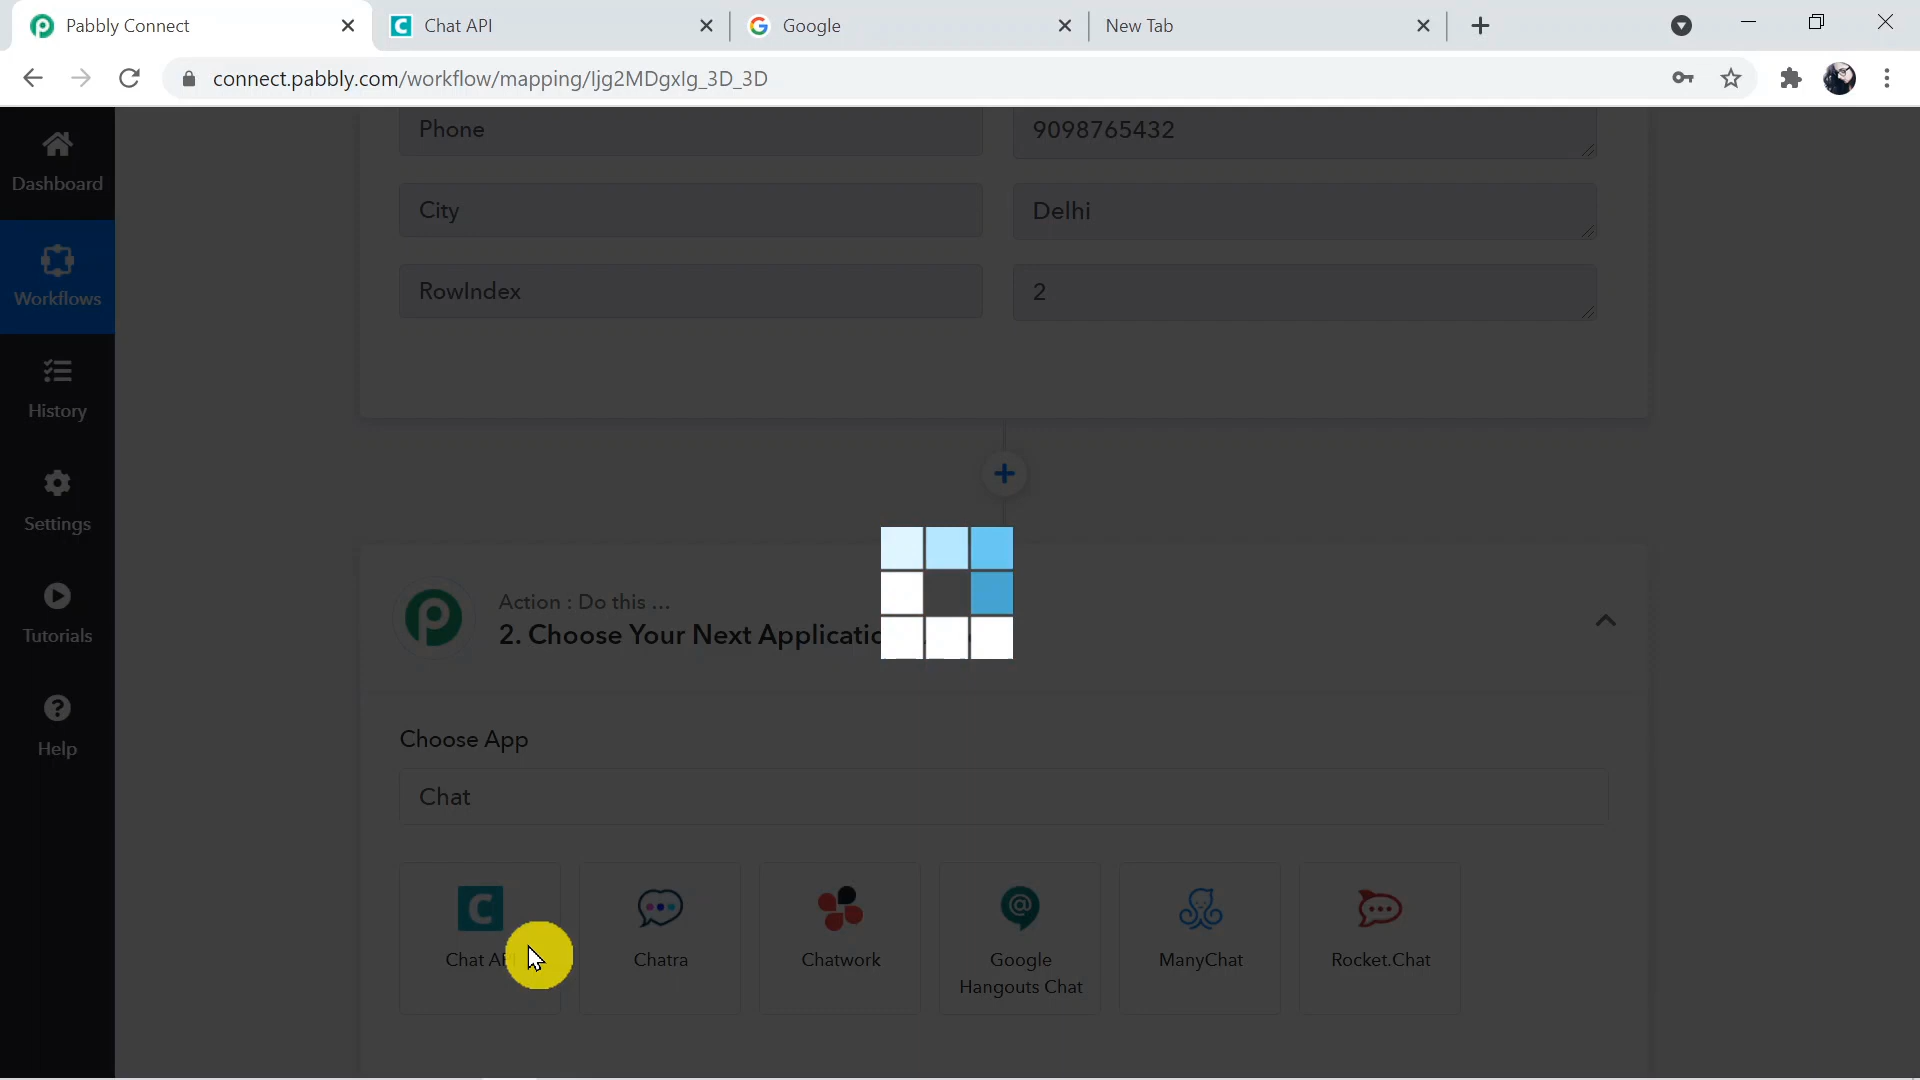 Pabbly Connect
Chat API
Google
New Tab
connect.pabbly.com/workflow/mapping/Ijg2MDgxIg_3D_3D
Dashboard
Workflows
History
Settings
Tutorials
Help
Phone
9098765432
City
Delhi
RowIndex
2
Action : Do this ...
2. Choose Your Next Applicatio
Choose App
Chat
Chat API
Chatra
Chatwork
Google
Hangouts Chat
ManyChat
Rocket.Chat